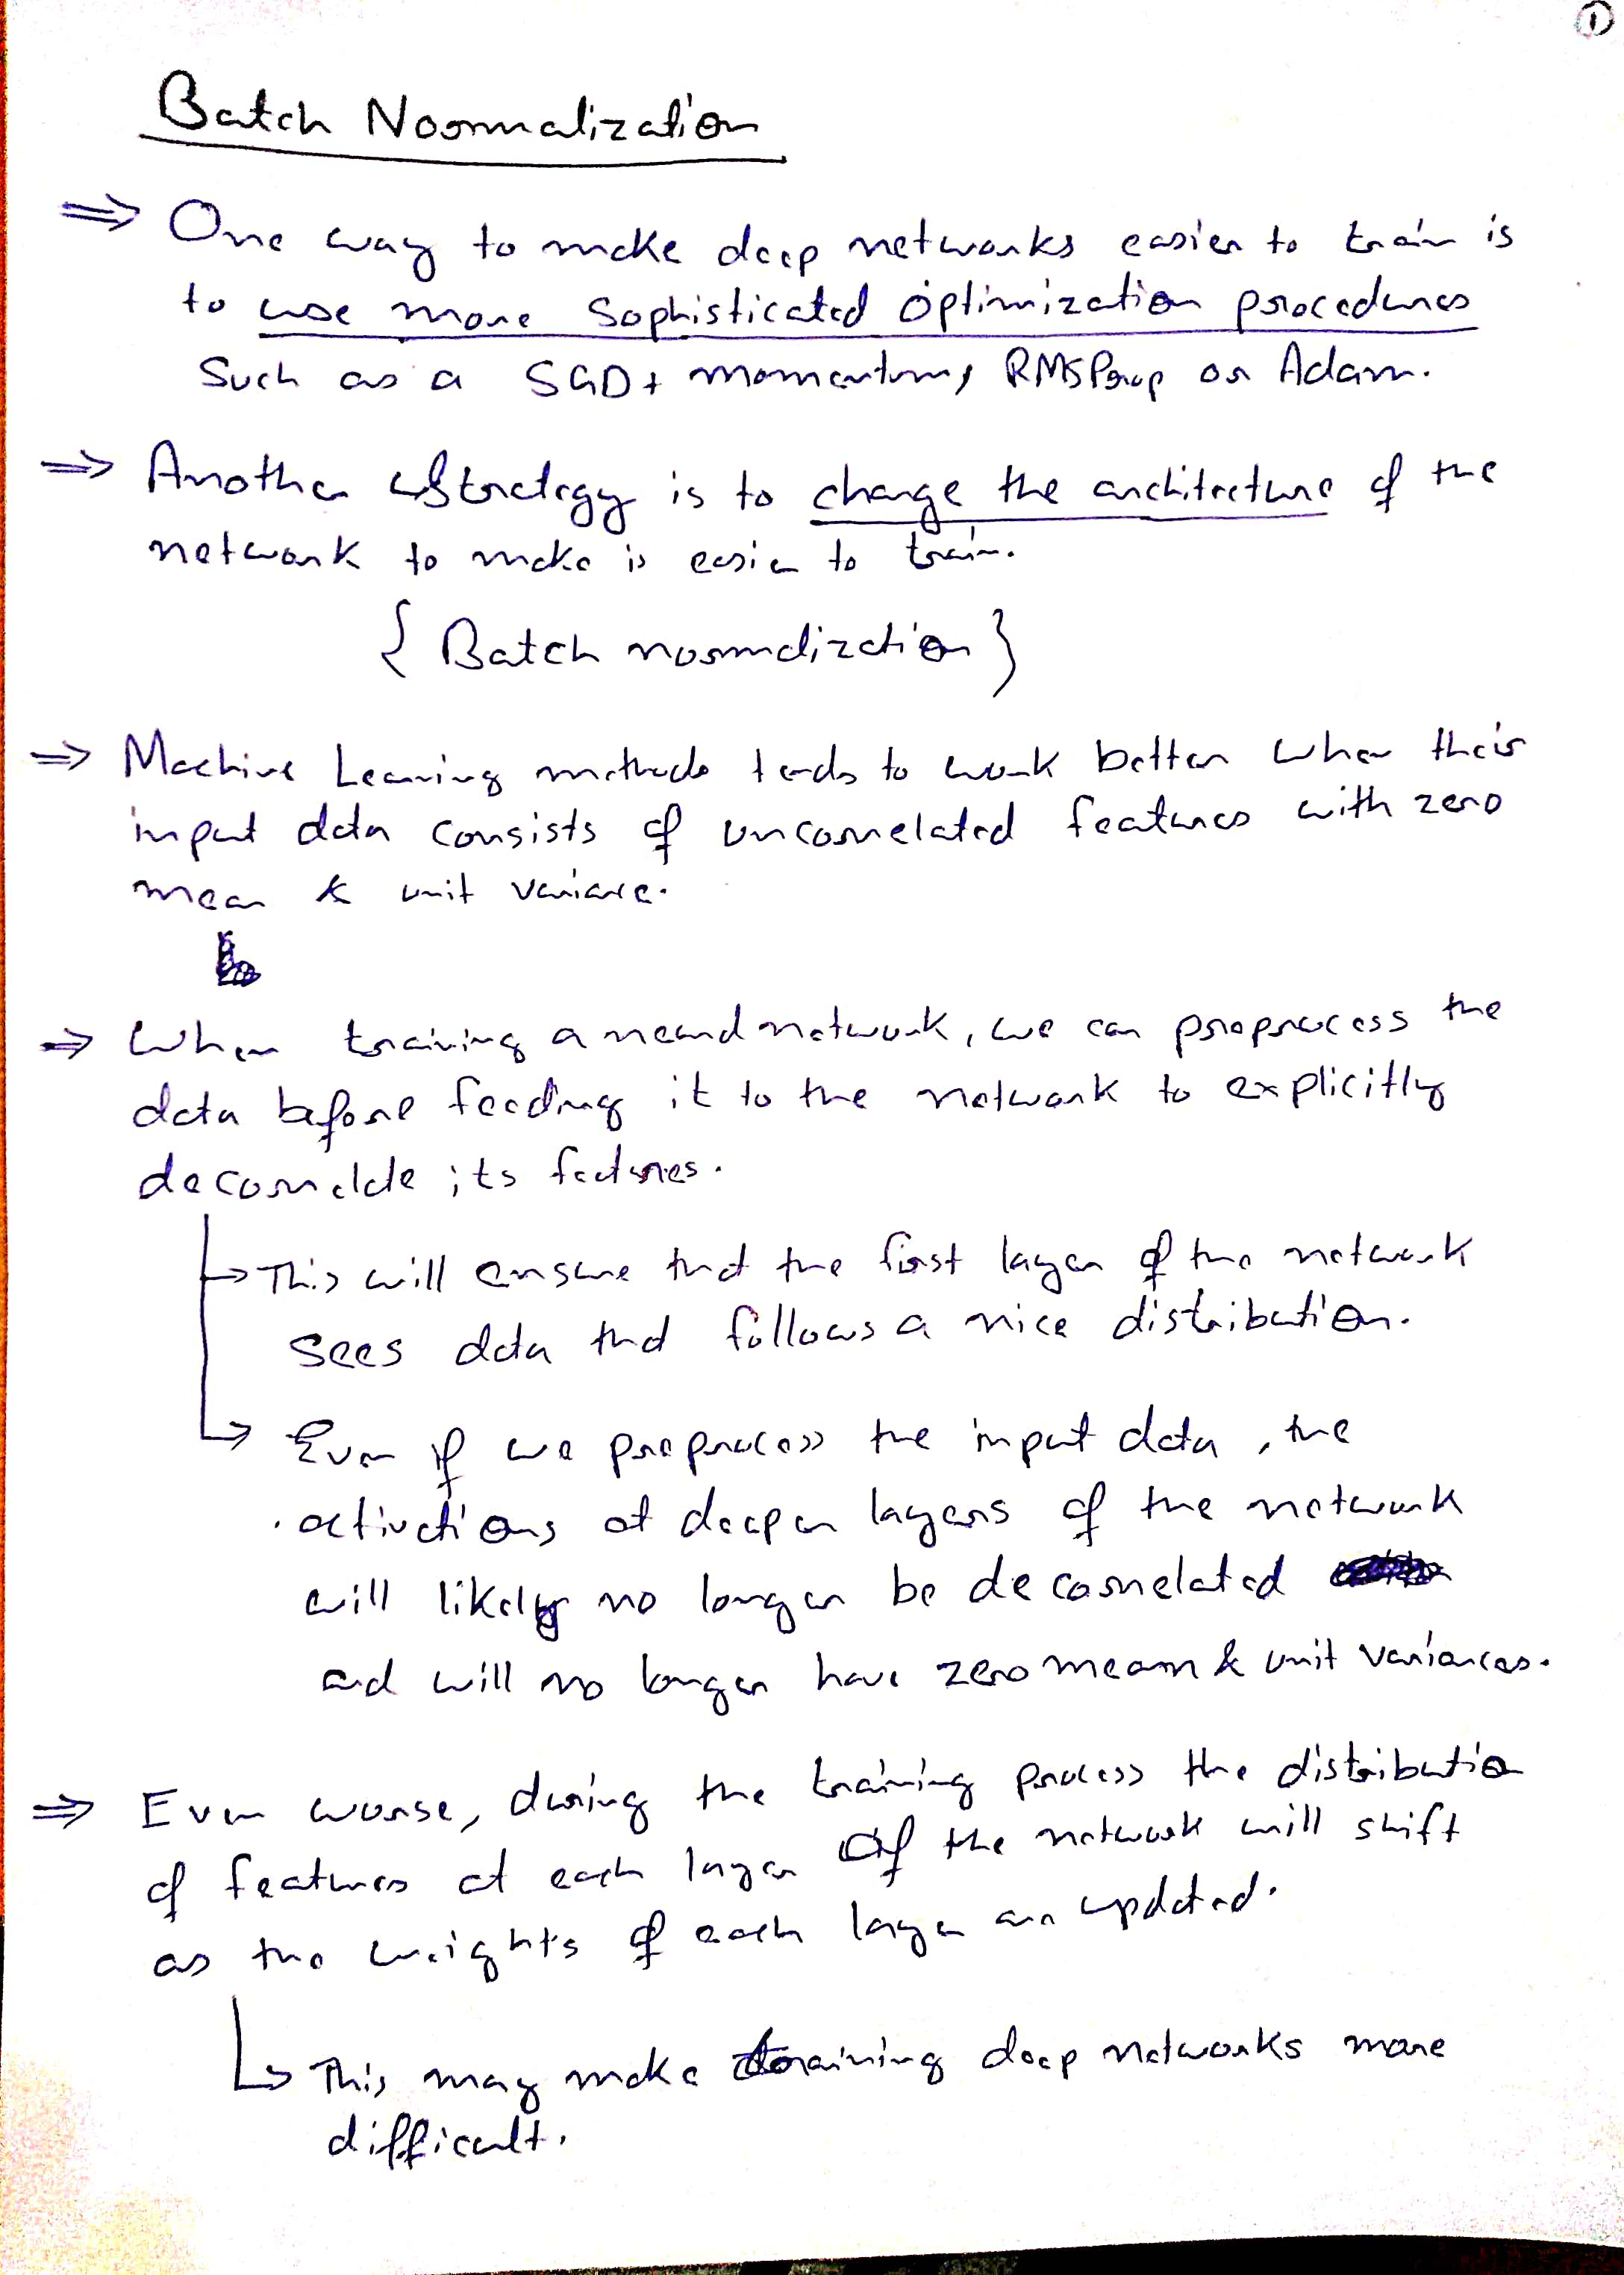 ①
Batch Normalization
⇒ One way to make deep networks easier to train is
to use more sophisticated optimization procedures
Such as a SGD + momentum, RMSProp or Adam.
⇒ Another Strategy is to change the architecture of the
network to make is easier to train.
{ Batch normalization }
⇒ Machine Learning methods tends to work better when their
input data consists of uncorrelated features with zero
mean & unit variance.
⇒ When training a neural network, we can preprocess the
data before feeding it to the network to explicitly
decorrelate its features.
↳ This will ensure that the first layer of the network
sees data that follows a nice distribution.
↳ Even if we preprocess the input data, the
activations at deeper layers of the network
will likely no longer be decorrelated
and will no longer have zero mean & unit variances.
⇒ Even worse, during the training process the distribution
of features at each layer of the network will shift
as the weights of each layer are updated.
↳ This may make training deep networks more
difficult.